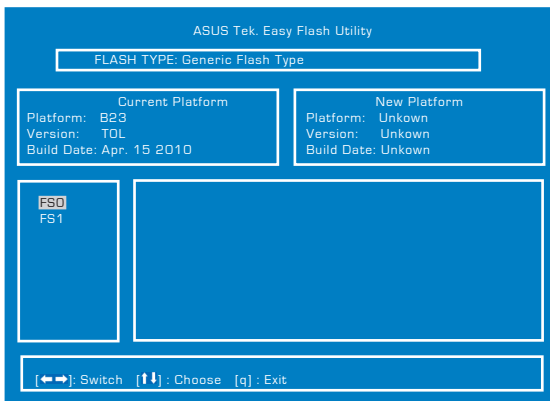 ASUS Tek. Easy Flash Utility
FLASH TYPE: Generic Flash Type
Current Platform
Platform: B23
Version: TOL
Build Date: Apr. 15 2010
New Platform
Platform: Unkown
Version: Unkown
Build Date: Unkown
FS0
FS1
[⬅➡]: Switch [⬆⬇] : Choose [q] : Exit